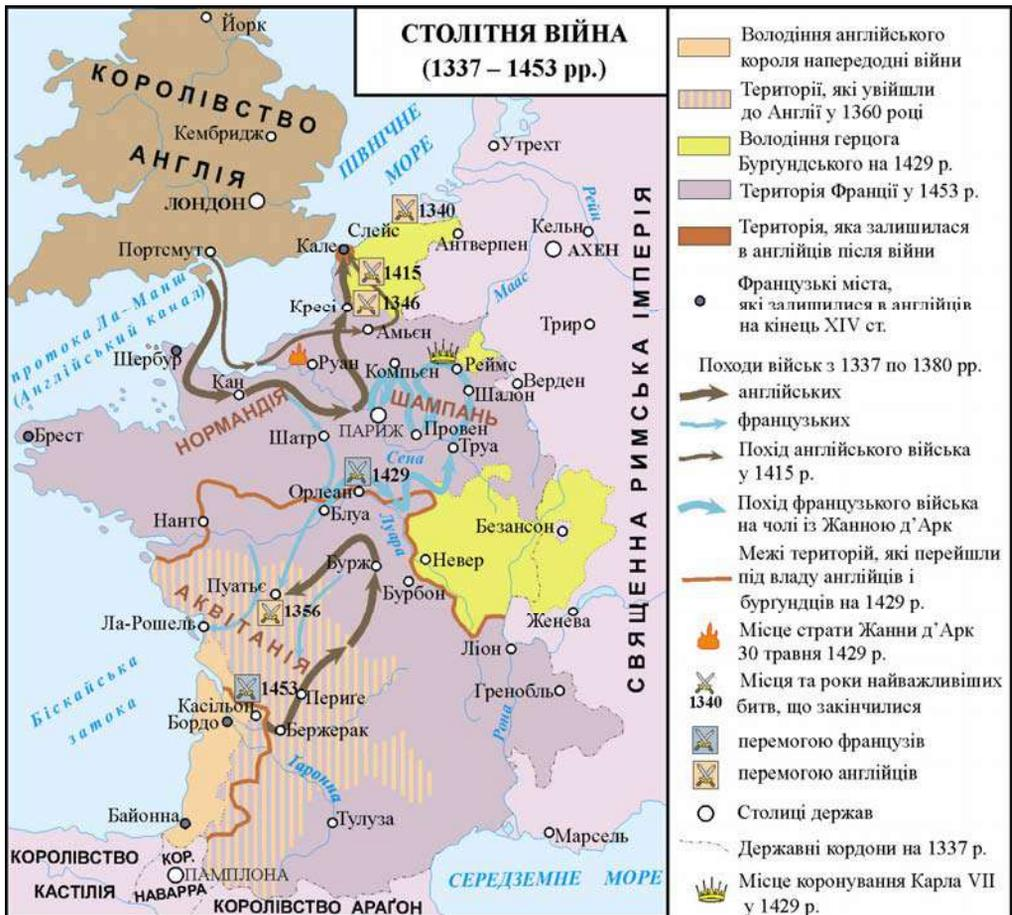 СТОЛІТНЯ ВІЙНА
(1337 – 1453 рр.)
Йорк
КОРОЛІВСТВО
Кембридж
АНГЛІЯ
ЛОНДОН
ПІВНІЧНЕ
МОРЕ
Утрехт
Рейн
1340
Слейс
Кале
Антверпен
Кельн
АХЕН
Портсмут
1415
Маас
Кресі
1346
протока Ла-Манш
(Англійський канал)
Амьєн
Трир
Шербур
Руан
Компьєн
Реймс
Верден
Кан
Шалон
НОРМАНДІЯ
ШАМПАНЬ
Брест
Шатр
ПАРИЖ
Провен
Труа
Сена
1429
Орлеан
Нант
Блуа
Луара
Безансон
Невер
Бурж
Пуатьє
Бурбон
АКВІТАНІЯ
1356
Женева
Ла-Рошель
Ліон
СВЯЩЕННА РИМСЬКА ІМПЕРІЯ
Біскайська
затока
1453
Періґе
Гренобль
Касільон
Бордо
Бержерак
Рона
Ґаронна
Байонна
Тулуза
Марсель
КОРОЛІВСТВО
КАСТІЛІЯ
КОР.
НАВАРРА
ПАМПЛОНА
КОРОЛІВСТВО АРАҐОН
СЕРЕДЗЕМНЕ МОРЕ
Володіння англійського
короля напередодні війни
Території, які увійшли
до Англії у 1360 році
Володіння герцога
Бурґундського на 1429 р.
Територія Франції у 1453 р.
Територія, яка залишилася
в англійців після війни
Французькі міста,
які залишилися в англійців
на кінець XIV ст.
Походи військ з 1337 по 1380 рр.
англійських
французьких
Похід англійського війська
у 1415 р.
Похід французького війська
на чолі із Жанною д’Арк
Межі територій, які перейшли
під владу англійців і
бурґундців на 1429 р.
Місце страти Жанни д’Арк
30 травня 1429 р.
Місця та роки найважливіших
1340 битв, що закінчилися
перемогою французів
перемогою англійців
Столиці держав
Державні кордони на 1337 р.
Місце коронування Карла VII
у 1429 р.